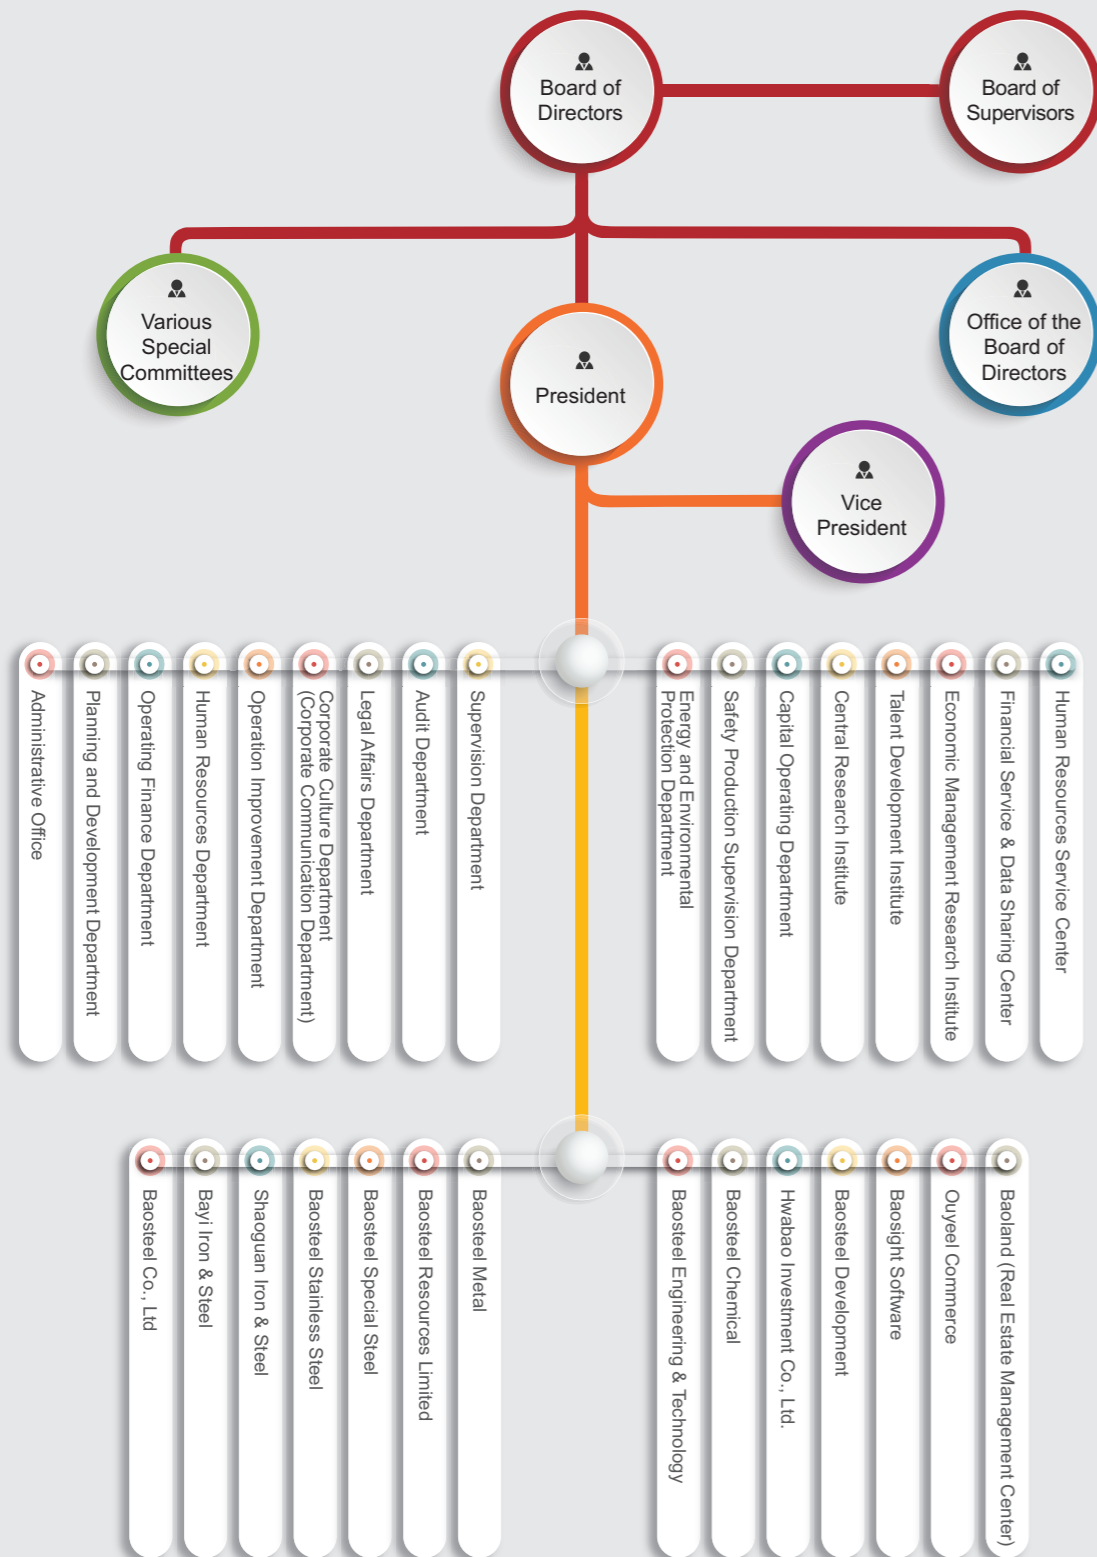 Board of
Directors
Board of
Supervisors
Various
Special
Committees
President
Office of the
Board of
Directors
Vice
President
Administrative Office
Planning and Development Department
Operating Finance Department
Human Resources Department
Operation Improvement Department
Corporate Culture Department
(Corporate Communication Department)
Legal Affairs Department
Audit Department
Supervision Department
Energy and Environmental
Protection Department
Safety Production Supervision Department
Capital Operating Department
Central Research Institute
Talent Development Institute
Economic Management Research Institute
Financial Service & Data Sharing Center
Human Resources Service Center
Baosteel Co., Ltd
Bayi Iron & Steel
Shaoguan Iron & Steel
Baosteel Stainless Steel
Baosteel Special Steel
Baosteel Resources Limited
Baosteel Metal
Baosteel Engineering & Technology
Baosteel Chemical
Hwabao Investment Co., Ltd.
Baosteel Development
Baosight Software
Ouyeel Commerce
Baoland (Real Estate Management Center)